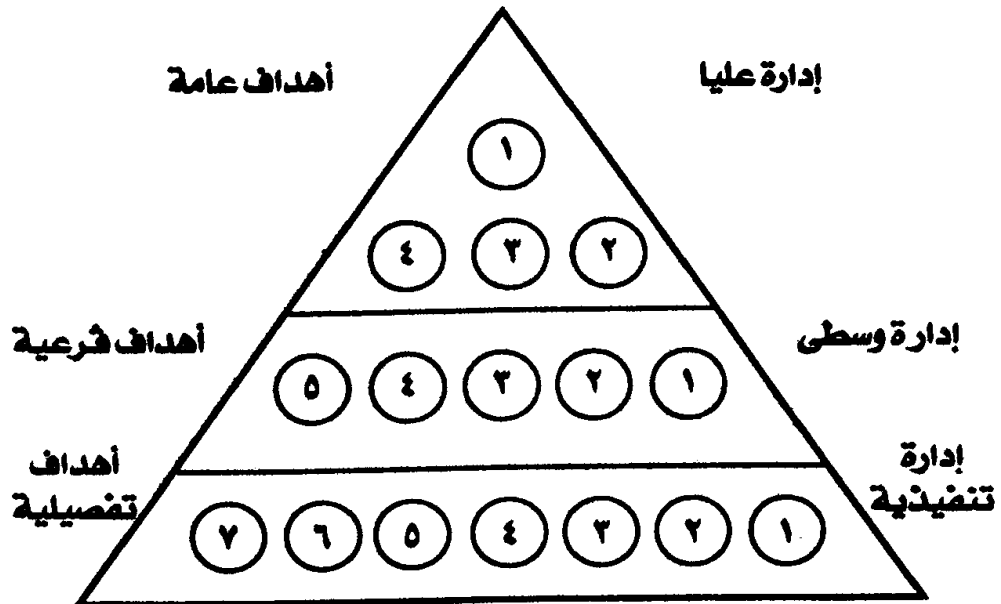 إدارة عليا
أهداف عامة
١
٢ ٣ ٤
إدارة وسطى
أهداف فرعية
١ ٢ ٣ ٤ ٥
إدارة
تنفيذية
أهداف
تفصيلية
١ ٢ ٣ ٤ ٥ ٦ ٧